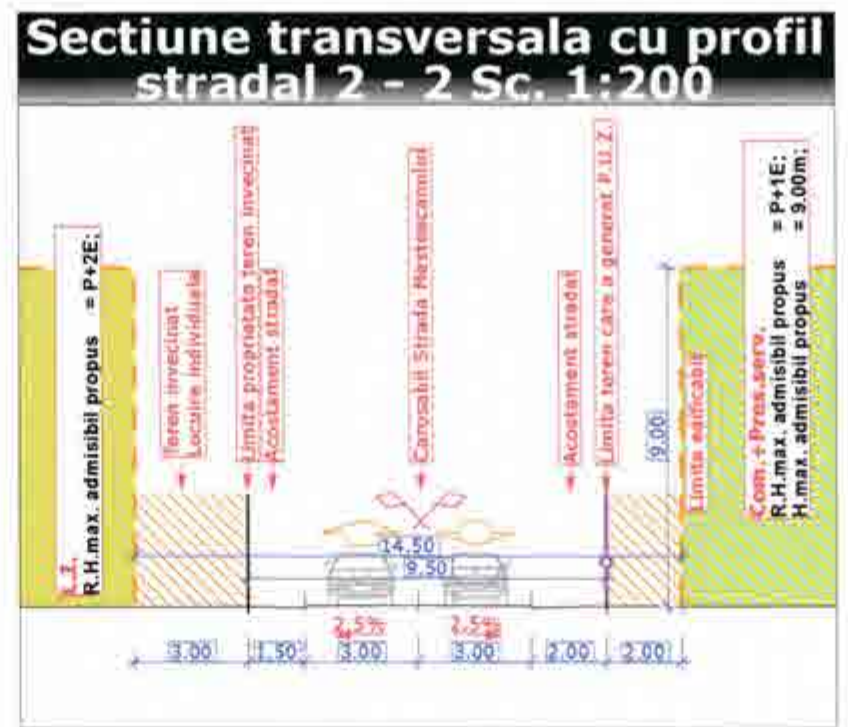 Sectiune transversala cu profil
stradal 2 - 2 Sc. 1:200
R.H.max. admisibil propus = P+2E;
Teren invecinat
Locuire individuala
Limita proprietate teren invecinat
Acostament stradal
Carosabil Strada
Acostament stradal
Limita teren care a generat P.U.Z.
Limita edificabil
Com.+Pres.serv.
R.H.max. admisibil propus = P+1E;
H.max. admisibil propus = 9.00m;
9.00
14.50
9.50
2.5% 2.5%
3.00 1.50 3.00 3.00 2.00 2.00